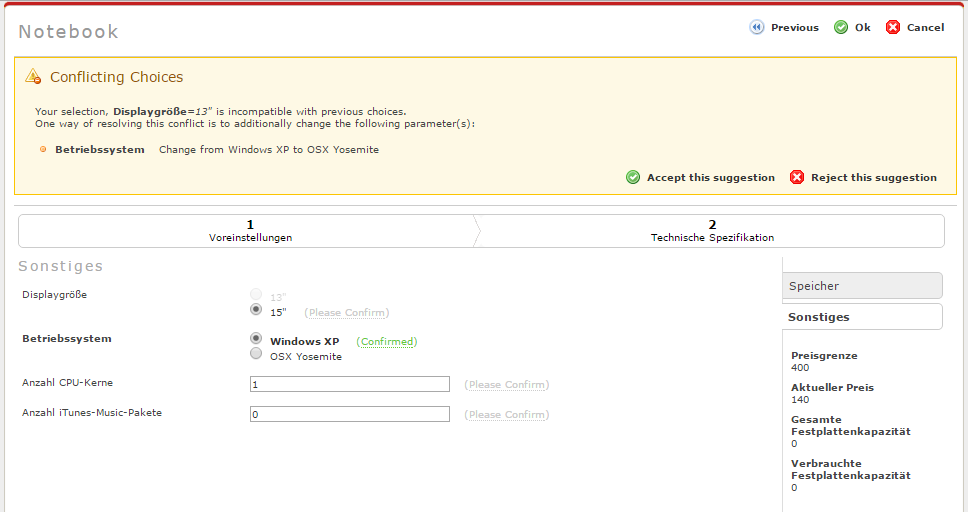 Notebook
Previous Ok Cancel
Conflicting Choices
Your selection, Displaygröße=13" is incompatible with previous choices.
One way of resolving this conflict is to additionally change the following parameter(s):
Betriebssystem Change from Windows XP to OSX Yosemite
Accept this suggestion Reject this suggestion
1
Voreinstellungen
2
Technische Spezifikation
Sonstiges
Displaygröße
13"
15" (Please Confirm)
Betriebssystem
Windows XP (Confirmed)
OSX Yosemite
Anzahl CPU-Kerne 1 (Please Confirm)
Anzahl iTunes-Music-Pakete 0 (Please Confirm)
Speicher
Sonstiges
Preisgrenze
400
Aktueller Preis
140
Gesamte
Festplattenkapazität
0
Verbrauchte
Festplattenkapazität
0